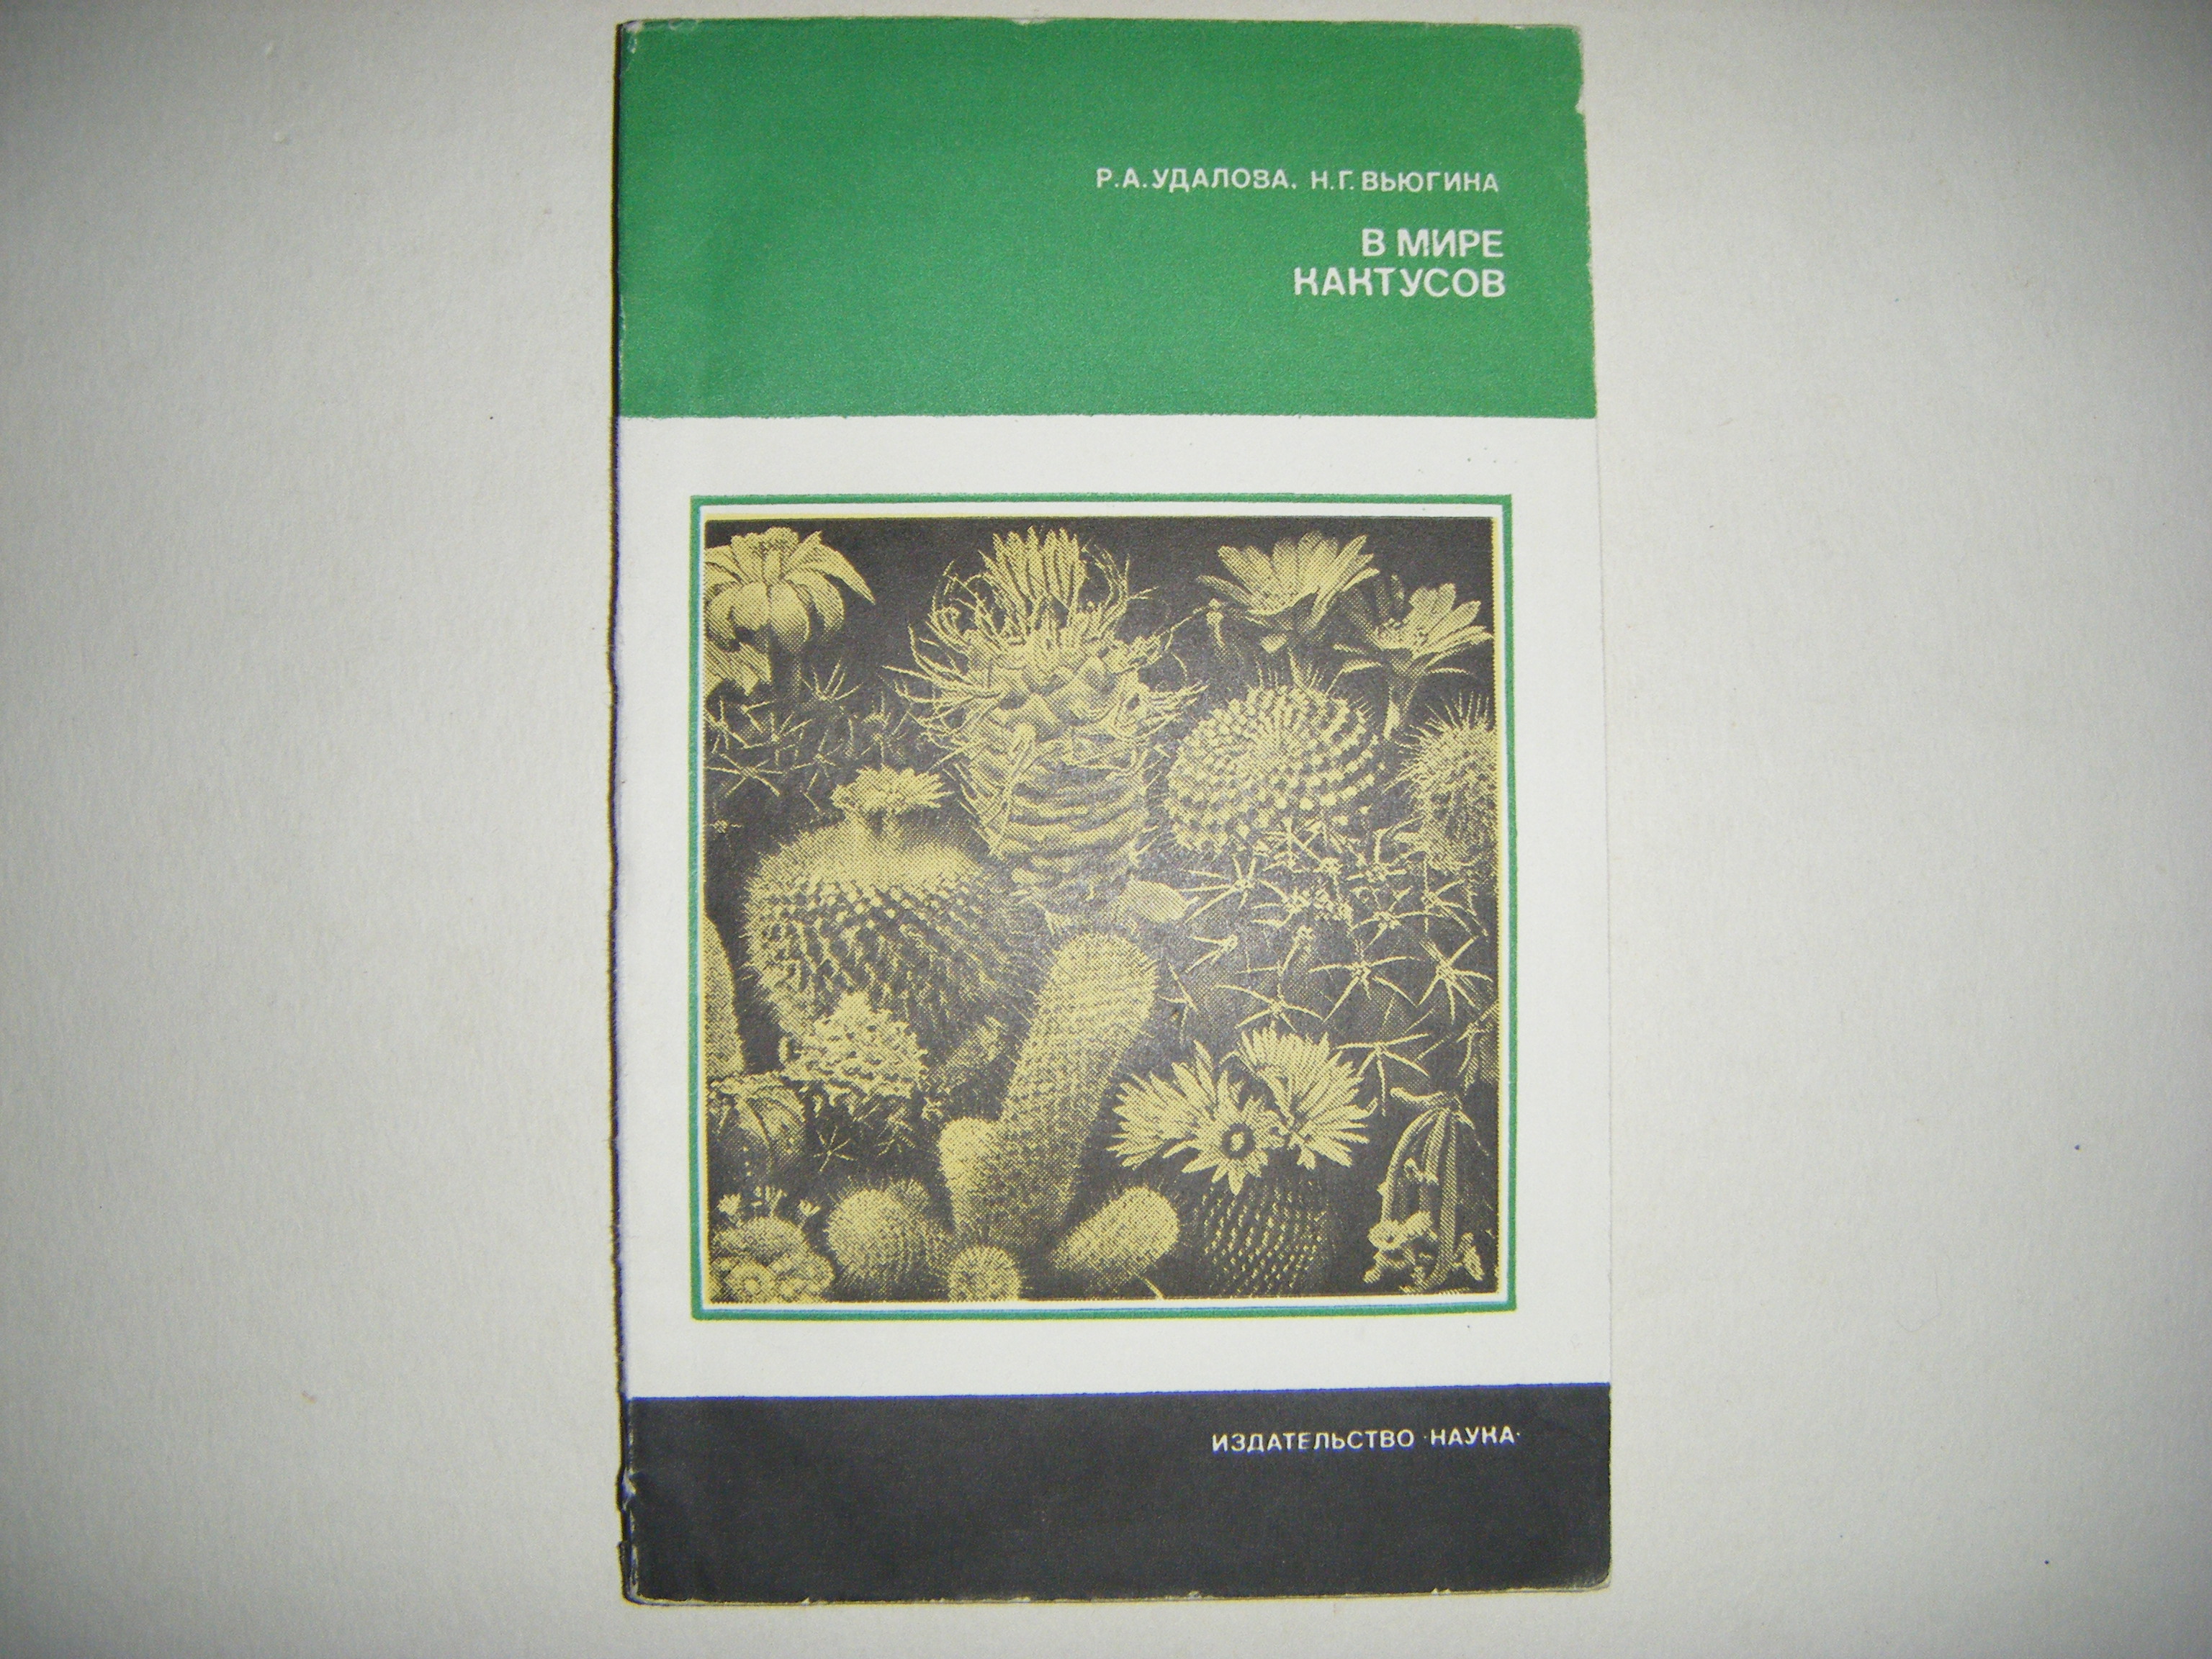 Р.А.УДАЛОВА. Н.Г.ВЬЮГИНА
В МИРЕ
КАКТУСОВ
ИЗДАТЕЛЬСТВО ·НАУКА·